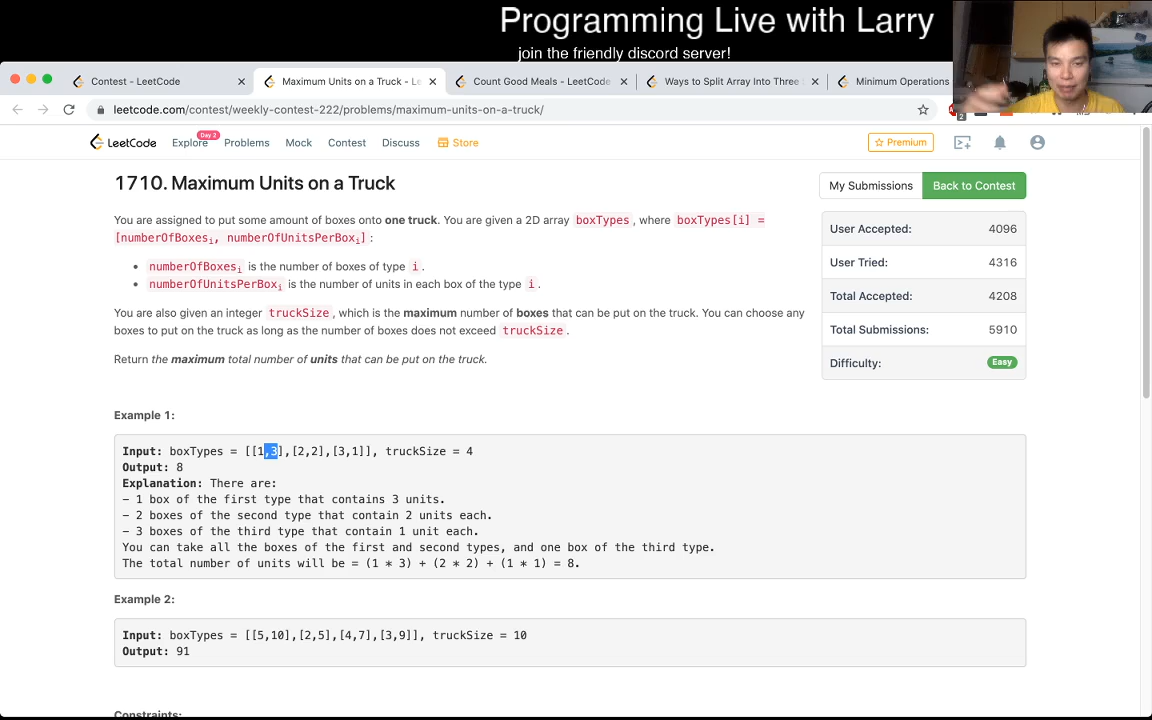 Programming Live with Larry
join the friendly discord server!
Contest - LeetCode
Maximum Units on a Truck - Le
Count Good Meals - LeetCode
Ways to Split Array Into Three
Minimum Operations
leetcode.com/contest/weekly-contest-222/problems/maximum-units-on-a-truck/
2
LeetCode
Explore
Day 2
Problems
Mock
Contest
Discuss
Store
Premium
1710. Maximum Units on a Truck
My Submissions
Back to Contest
You are assigned to put some amount of boxes onto one truck. You are given a 2D array boxTypes, where boxTypes[i] =
[numberOfBoxesi, numberOfUnitsPerBoxi]:
numberOfBoxesi is the number of boxes of type i.
numberOfUnitsPerBoxi is the number of units in each box of the type i.
You are also given an integer truckSize, which is the maximum number of boxes that can be put on the truck. You can choose any
boxes to put on the truck as long as the number of boxes does not exceed truckSize.
Return the maximum total number of units that can be put on the truck.
User Accepted: 4096
User Tried: 4316
Total Accepted: 4208
Total Submissions: 5910
Difficulty: Easy
Example 1:
Input: boxTypes = [[1,3],[2,2],[3,1]], truckSize = 4
Output: 8
Explanation: There are:
- 1 box of the first type that contains 3 units.
- 2 boxes of the second type that contain 2 units each.
- 3 boxes of the third type that contain 1 unit each.
You can take all the boxes of the first and second types, and one box of the third type.
The total number of units will be = (1 * 3) + (2 * 2) + (1 * 1) = 8.
Example 2:
Input: boxTypes = [[5,10],[2,5],[4,7],[3,9]], truckSize = 10
Output: 91
Constraints: